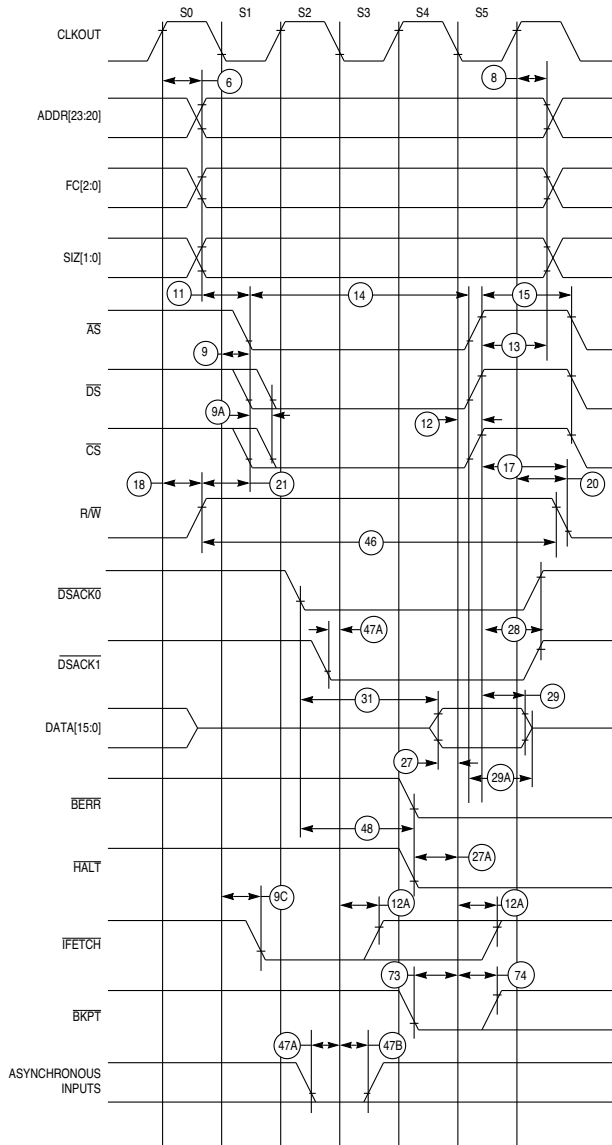 S0 S1 S2 S3 S4 S5
CLKOUT
6 8
ADDR[23:20]
FC[2:0]
SIZ[1:0]
11 14 15
AS
9 13
DS
9A 12
CS
17
18 21 20
R/W
46
DSACK0
47A 28
DSACK1
31 29
DATA[15:0]
27 29A
BERR
48
27A
HALT
9C 12A 12A
IFETCH
73 74
BKPT
47A 47B
ASYNCHRONOUS
INPUTS